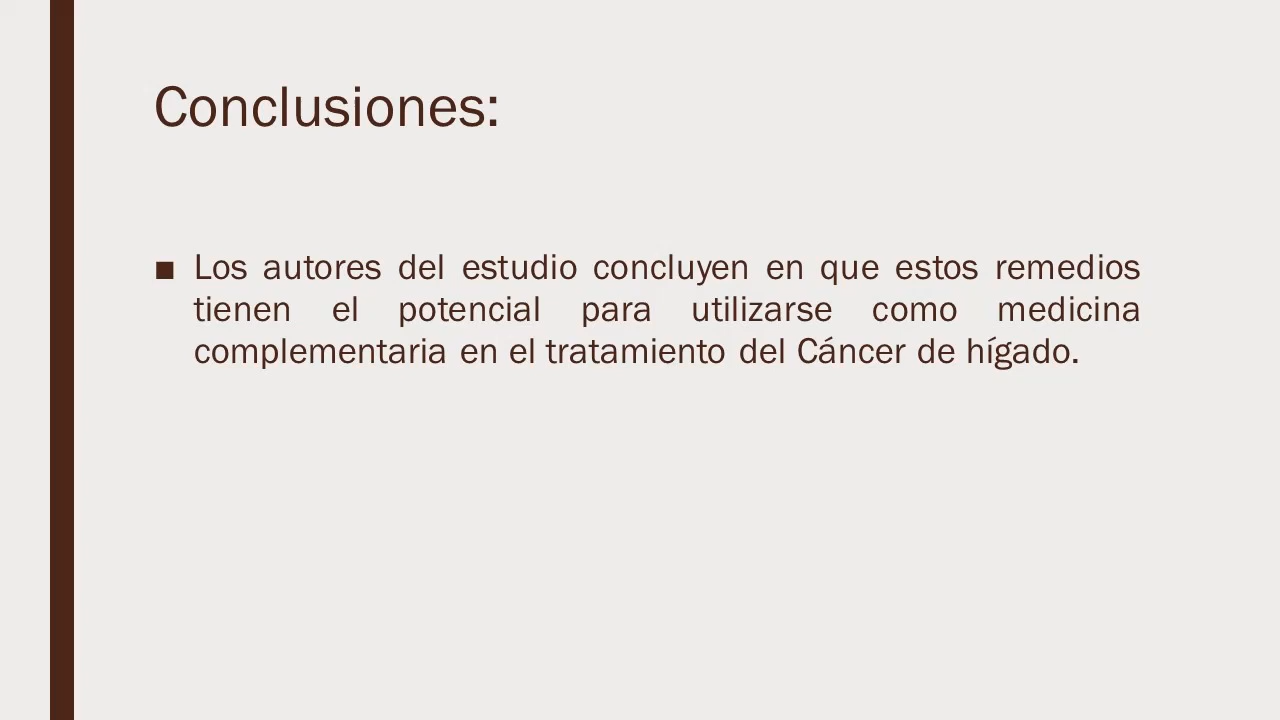 Conclusiones:
■ Los autores del estudio concluyen en que estos remedios
tienen el potencial para utilizarse como medicina
complementaria en el tratamiento del Cáncer de hígado.